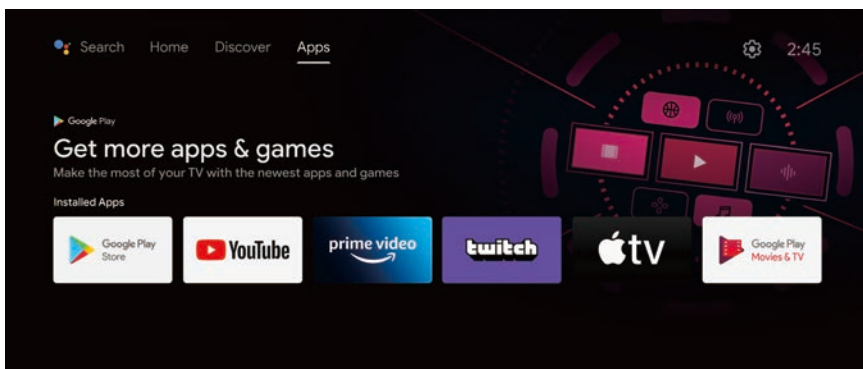 Search Home Discover Apps 2:45
Google Play
Get more apps & games
Make the most of your TV with the newest apps and games
Installed Apps
Google Play
Store
YouTube
prime video
twitch
tv
Google Play
Movies & TV